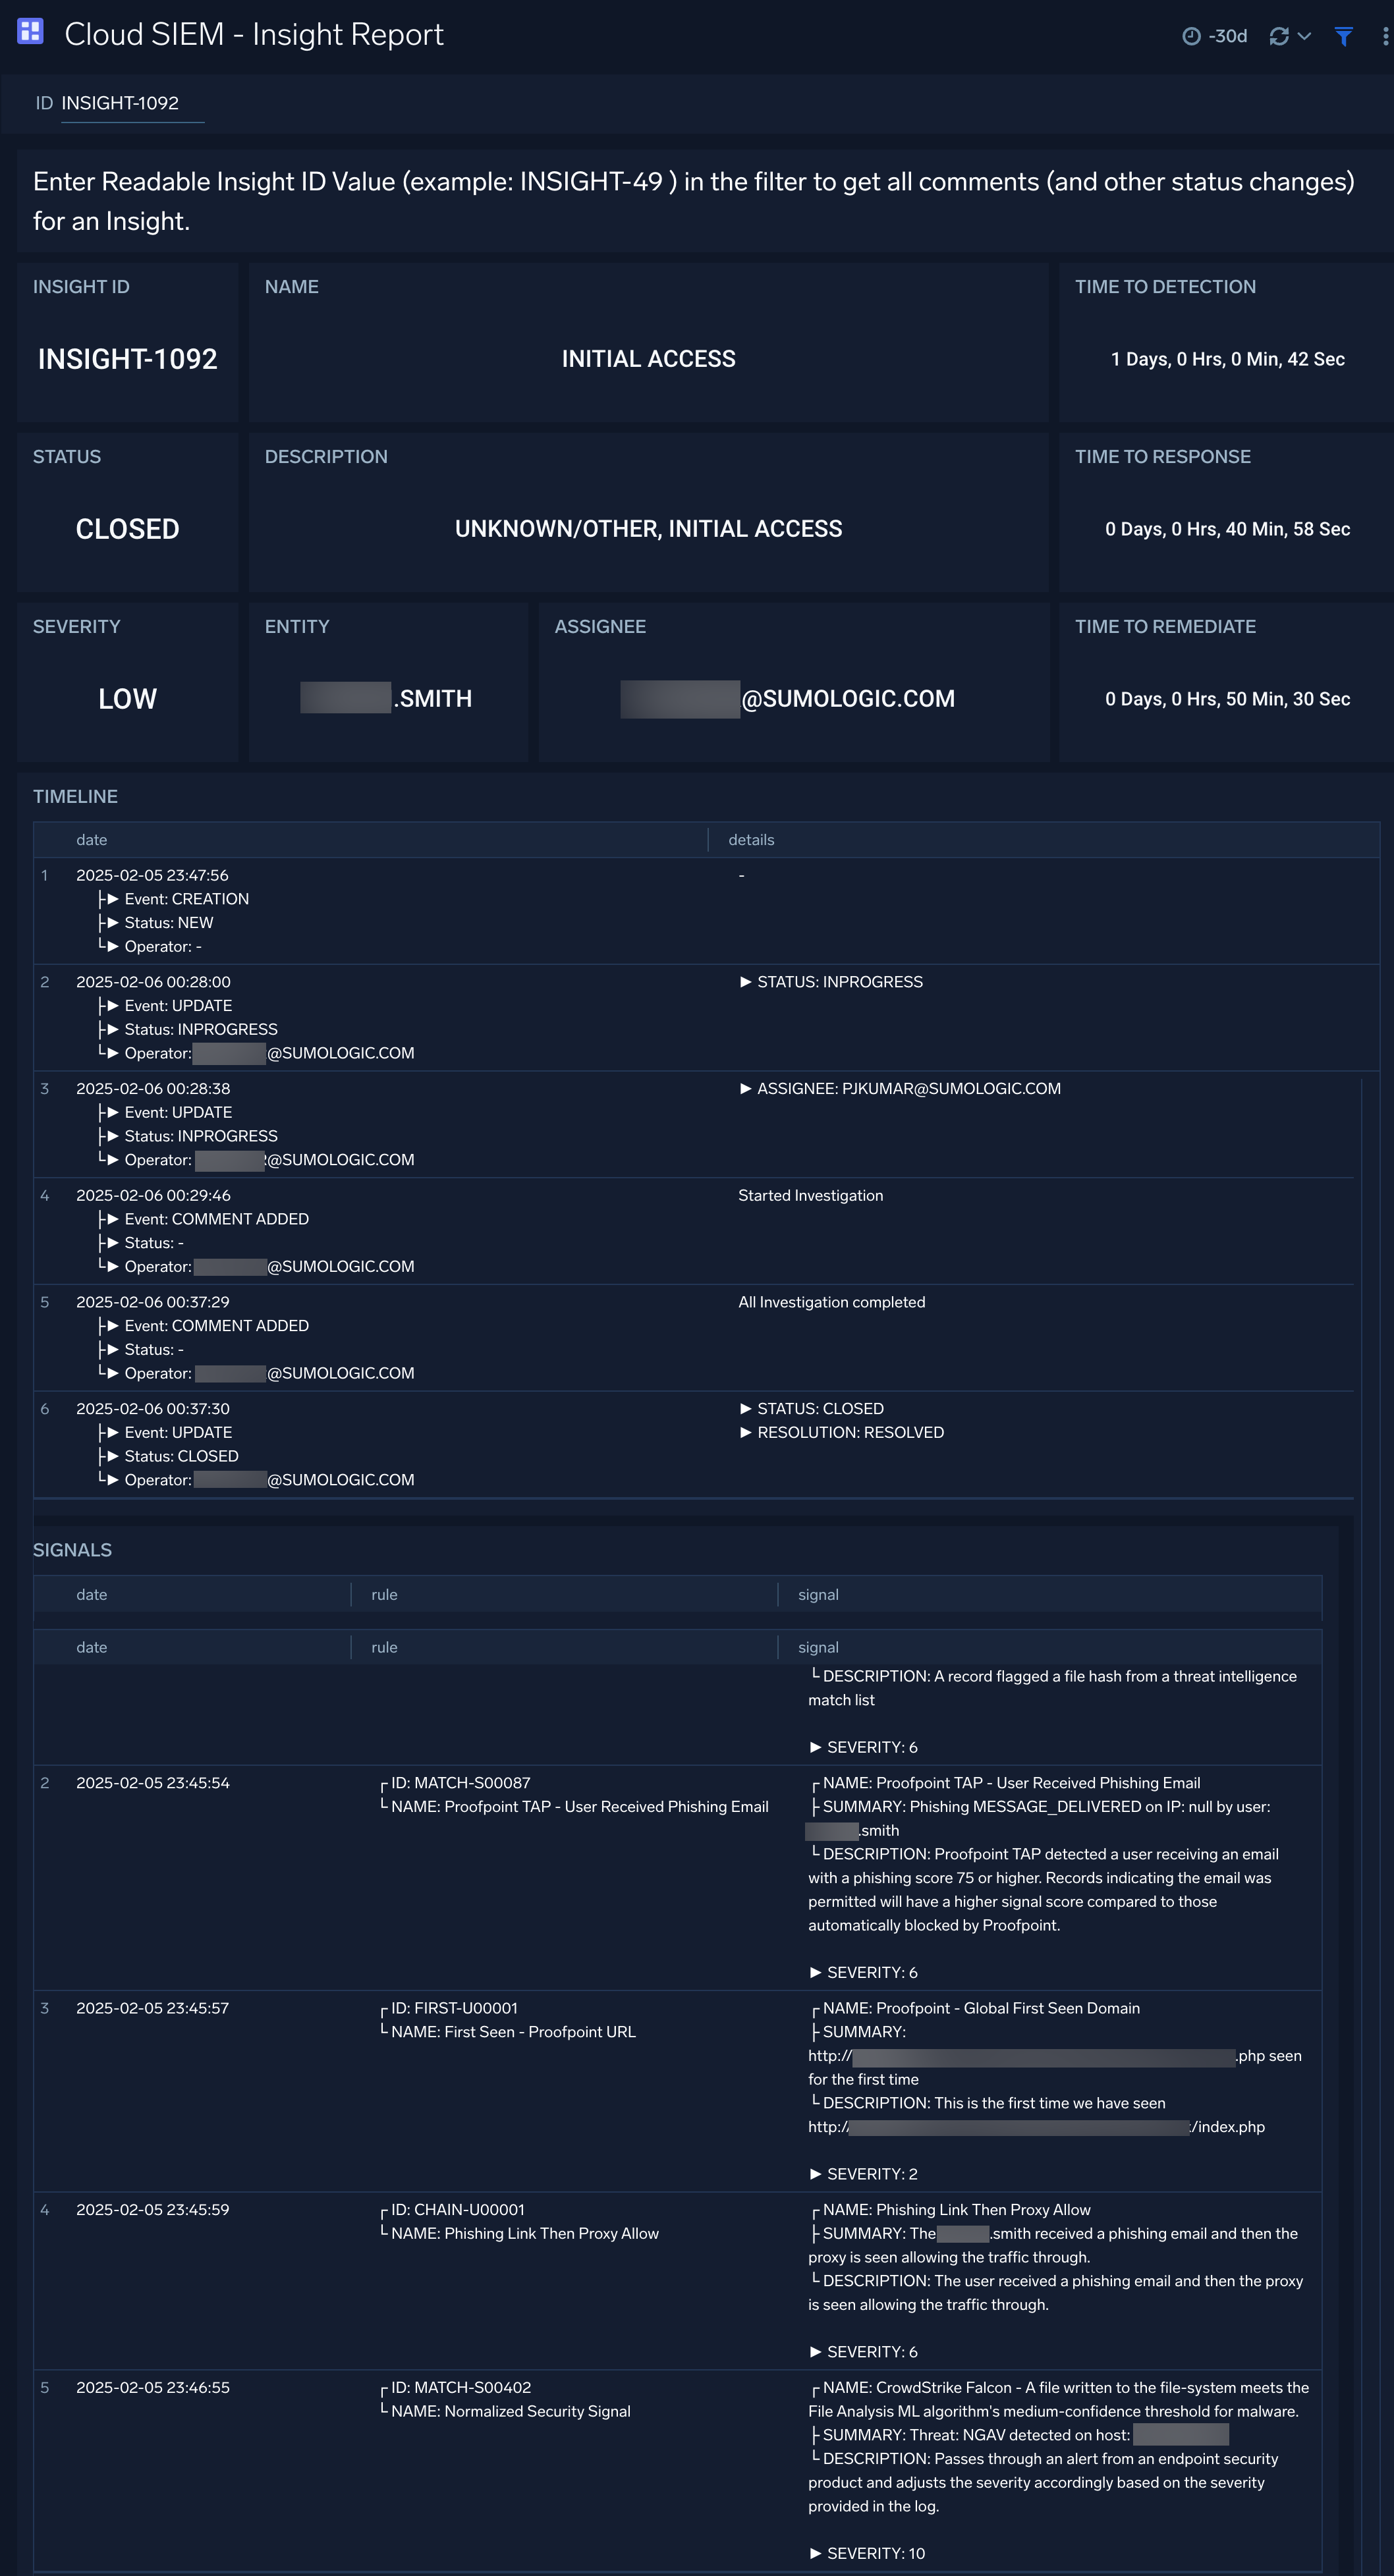 Cloud SIEM - Insight Report
-30d
ID INSIGHT-1092
Enter Readable Insight ID Value (example: INSIGHT-49 ) in the filter to get all comments (and other status changes)
for an Insight.
INSIGHT ID
INSIGHT-1092
NAME
INITIAL ACCESS
TIME TO DETECTION
1 Days, 0 Hrs, 0 Min, 42 Sec
STATUS
CLOSED
DESCRIPTION
UNKNOWN/OTHER, INITIAL ACCESS
TIME TO RESPONSE
0 Days, 0 Hrs, 40 Min, 58 Sec
SEVERITY
LOW
ENTITY
.SMITH
ASSIGNEE
@SUMOLOGIC.COM
TIME TO REMEDIATE
0 Days, 0 Hrs, 50 Min, 30 Sec
TIMELINE
date details
1 2025-02-05 23:47:56 -
├► Event: CREATION
├► Status: NEW
└► Operator: -
2 2025-02-06 00:28:00 ► STATUS: INPROGRESS
├► Event: UPDATE
├► Status: INPROGRESS
└► Operator: @SUMOLOGIC.COM
3 2025-02-06 00:28:38 ► ASSIGNEE: PJKUMAR@SUMOLOGIC.COM
├► Event: UPDATE
├► Status: INPROGRESS
└► Operator: @SUMOLOGIC.COM
4 2025-02-06 00:29:46 Started Investigation
├► Event: COMMENT ADDED
├► Status: -
└► Operator: @SUMOLOGIC.COM
5 2025-02-06 00:37:29 All Investigation completed
├► Event: COMMENT ADDED
├► Status: -
└► Operator: @SUMOLOGIC.COM
6 2025-02-06 00:37:30 ► STATUS: CLOSED
├► Event: UPDATE ► RESOLUTION: RESOLVED
├► Status: CLOSED
└► Operator: @SUMOLOGIC.COM
SIGNALS
date rule signal
date rule signal
└ DESCRIPTION: A record flagged a file hash from a threat intelligence
match list
► SEVERITY: 6
2 2025-02-05 23:45:54 ┌ ID: MATCH-S00087 ┌ NAME: Proofpoint TAP - User Received Phishing Email
└ NAME: Proofpoint TAP - User Received Phishing Email ├ SUMMARY: Phishing MESSAGE_DELIVERED on IP: null by user:
.smith
└ DESCRIPTION: Proofpoint TAP detected a user receiving an email
with a phishing score 75 or higher. Records indicating the email was
permitted will have a higher signal score compared to those
automatically blocked by Proofpoint.
► SEVERITY: 6
3 2025-02-05 23:45:57 ┌ ID: FIRST-U00001 ┌ NAME: Proofpoint - Global First Seen Domain
└ NAME: First Seen - Proofpoint URL ├ SUMMARY:
http:// .php seen
for the first time
└ DESCRIPTION: This is the first time we have seen
http:/ /index.php
► SEVERITY: 2
4 2025-02-05 23:45:59 ┌ ID: CHAIN-U00001 ┌ NAME: Phishing Link Then Proxy Allow
└ NAME: Phishing Link Then Proxy Allow ├ SUMMARY: The .smith received a phishing email and then the
proxy is seen allowing the traffic through.
└ DESCRIPTION: The user received a phishing email and then the proxy
is seen allowing the traffic through.
► SEVERITY: 6
5 2025-02-05 23:46:55 ┌ ID: MATCH-S00402 ┌ NAME: CrowdStrike Falcon - A file written to the file-system meets the
└ NAME: Normalized Security Signal File Analysis ML algorithm's medium-confidence threshold for malware.
├ SUMMARY: Threat: NGAV detected on host:
└ DESCRIPTION: Passes through an alert from an endpoint security
product and adjusts the severity accordingly based on the severity
provided in the log.
► SEVERITY: 10